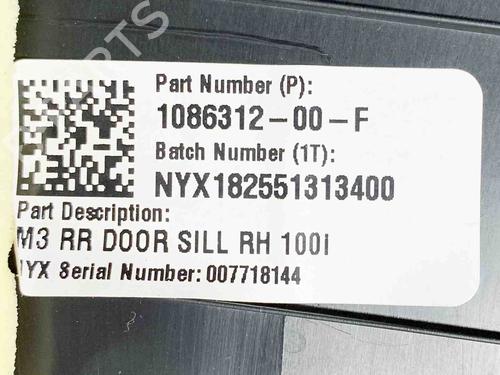 Part Number (P):
1086312-00-F
Batch Number (1T):
NYX182551313400
Part Description:
M3 RR DOOR SILL RH 100I
NYX Serial Number: 007718144